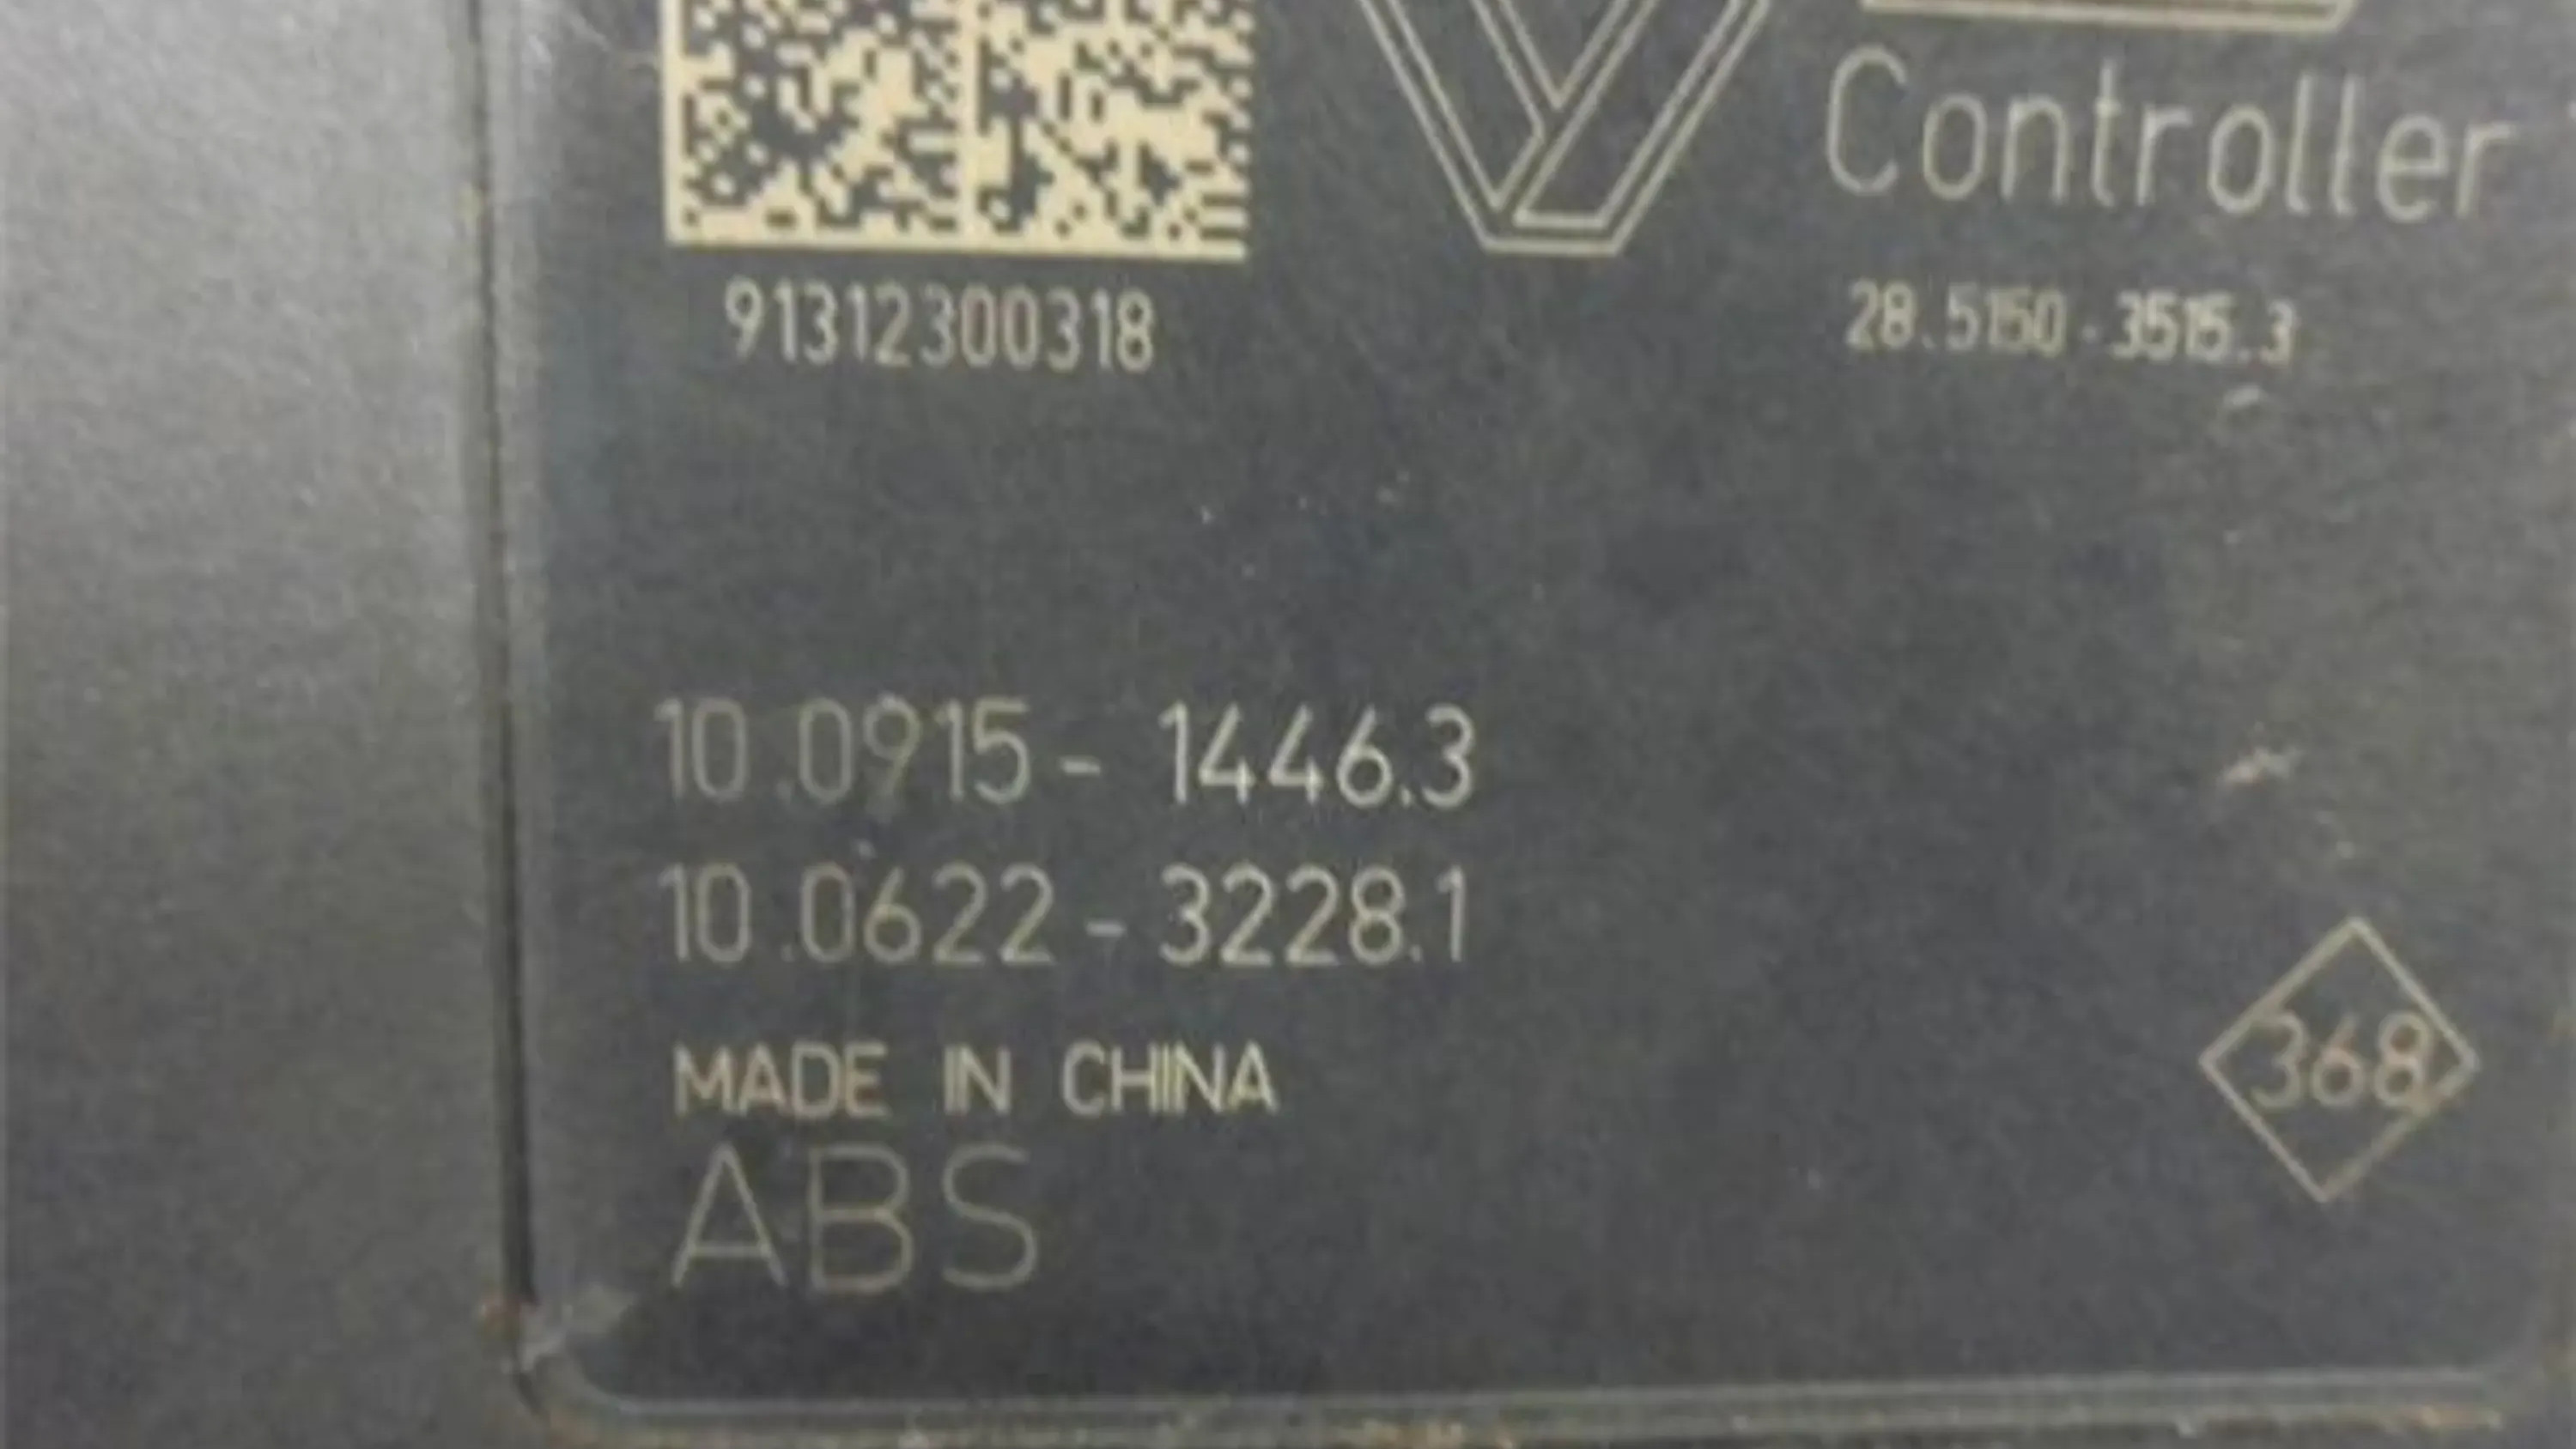 Controller
91312300318
28.5150-3515.3
10.0915- 1446.3
10.0622-3228.1
MADE IN CHINA
368
ABS